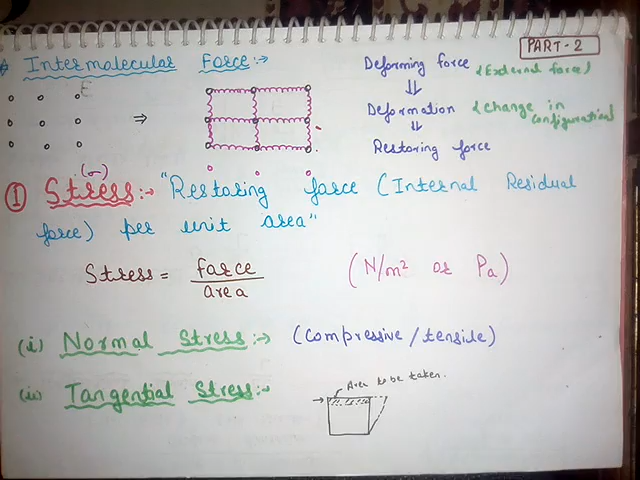 PART-2
Intermolecular Force:→
Deforming force (External force)
⇓
⇒ Deformation (change in configuration)
↓
Restoring force
(σ)
① Stress:- "Restoring force (Internal Residual
force) per unit area"
Stress = force / area (N/m² or Pa)
(i) Normal Stress:→ (Compressive/tensile)
(ii) Tangential Stress:-
Area to be taken.